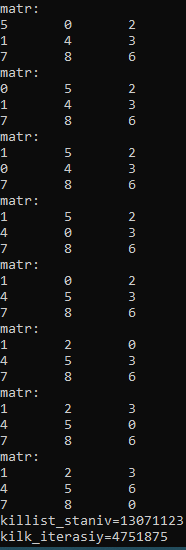 matr:
5 0 2
1 4 3
7 8 6
matr:
0 5 2
1 4 3
7 8 6
matr:
1 5 2
0 4 3
7 8 6
matr:
1 5 2
4 0 3
7 8 6
matr:
1 0 2
4 5 3
7 8 6
matr:
1 2 0
4 5 3
7 8 6
matr:
1 2 3
4 5 0
7 8 6
matr:
1 2 3
4 5 6
7 8 0
killist_staniv=13071123
kilk_iterasiy=4751875